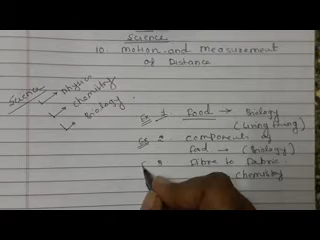 Science
10. Motion and Measurement
of Distance
Science
Physics
Chemistry
Biology
Ex 1 Food → Biology
(Living thing)
2 components of
food → (Biology)
3 Fibre to Fabric
chemistry